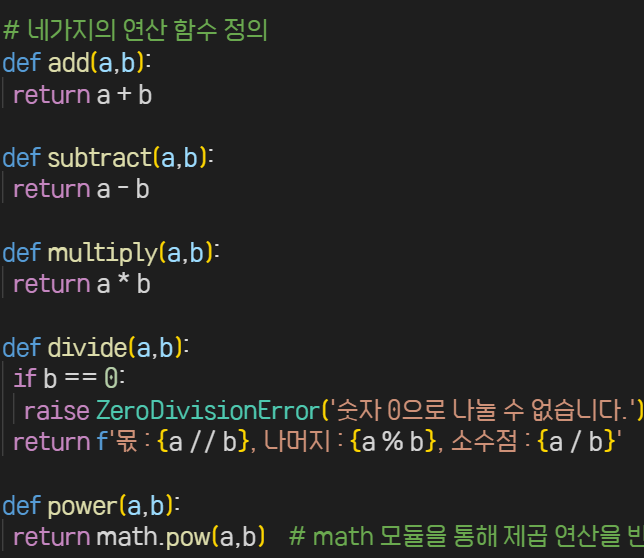 # 네가지의 연산 함수 정의
def add(a,b):
return a + b
def subtract(a,b):
return a - b
def multiply(a,b):
return a * b
def divide(a,b):
if b == 0:
raise ZeroDivisionError('숫자 0으로 나눌 수 없습니다.')
return f'몫 : {a // b}, 나머지 : {a % b}, 소수점 : {a / b}'
def power(a,b):
return math.pow(a,b) # math 모듈을 통해 제곱 연산을